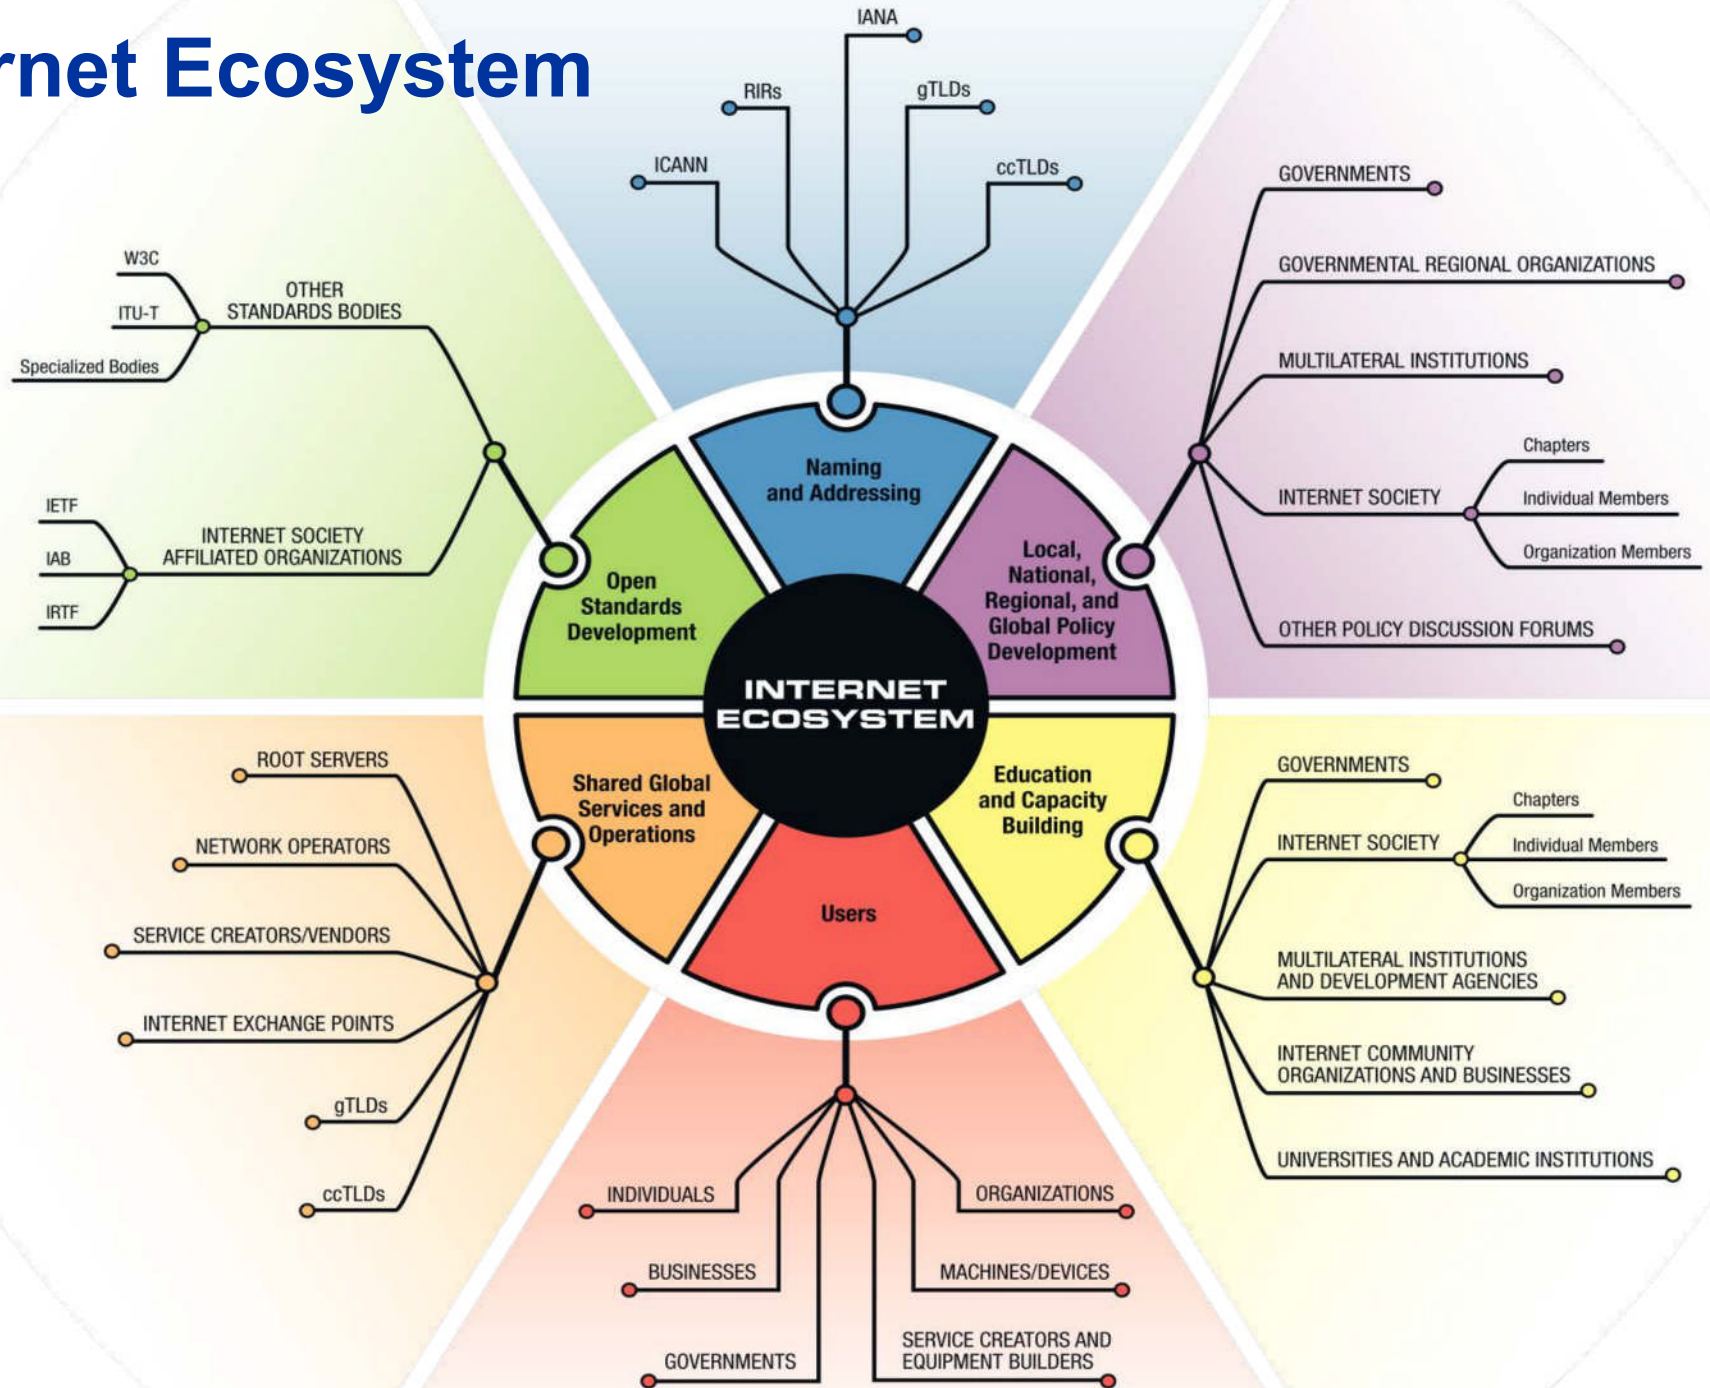 rnet Ecosystem
IANA
RIRs
gTLDs
ICANN
ccTLDs
W3C
ITU-T
Specialized Bodies
OTHER
STANDARDS BODIES
IETF
IAB
IRTF
INTERNET SOCIETY
AFFILIATED ORGANIZATIONS
GOVERNMENTS
GOVERNMENTAL REGIONAL ORGANIZATIONS
MULTILATERAL INSTITUTIONS
INTERNET SOCIETY
Chapters
Individual Members
Organization Members
OTHER POLICY DISCUSSION FORUMS
Naming
and Addressing
Open
Standards
Development
Local,
National,
Regional, and
Global Policy
Development
INTERNET
ECOSYSTEM
Shared Global
Services and
Operations
Education
and Capacity
Building
Users
ROOT SERVERS
NETWORK OPERATORS
SERVICE CREATORS/VENDORS
INTERNET EXCHANGE POINTS
gTLDs
ccTLDs
GOVERNMENTS
INTERNET SOCIETY
Chapters
Individual Members
Organization Members
MULTILATERAL INSTITUTIONS
AND DEVELOPMENT AGENCIES
INTERNET COMMUNITY
ORGANIZATIONS AND BUSINESSES
UNIVERSITIES AND ACADEMIC INSTITUTIONS
INDIVIDUALS
ORGANIZATIONS
BUSINESSES
MACHINES/DEVICES
GOVERNMENTS
SERVICE CREATORS AND
EQUIPMENT BUILDERS